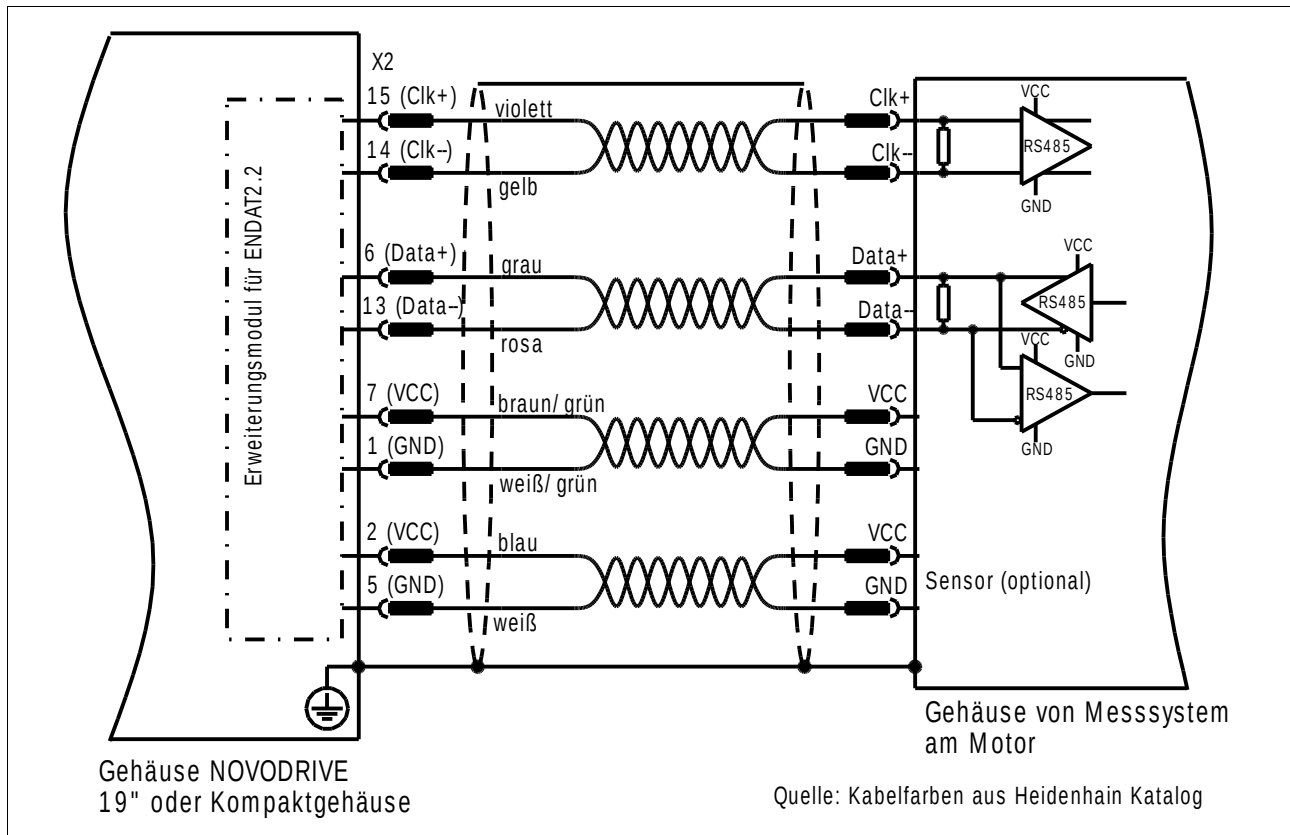 X2
15 (Clk+)
violett
Clk+
VCC
RS485
14 (Clk--)
gelb
Clk--
GND
Erweiterungsmodul für ENDAT2.2
6 (Data+)
grau
Data+
VCC
RS485
13 (Data--)
rosa
Data--
GND
VCC
RS485
GND
7 (VCC)
braun/ grün
VCC
1 (GND)
weiß/ grün
GND
2 (VCC)
blau
VCC
5 (GND)
weiß
GND
Sensor (optional)
Gehäuse von Messsystem
am Motor
Gehäuse NOVODRIVE
19" oder Kompaktgehäuse
Quelle: Kabelfarben aus Heidenhain Katalog